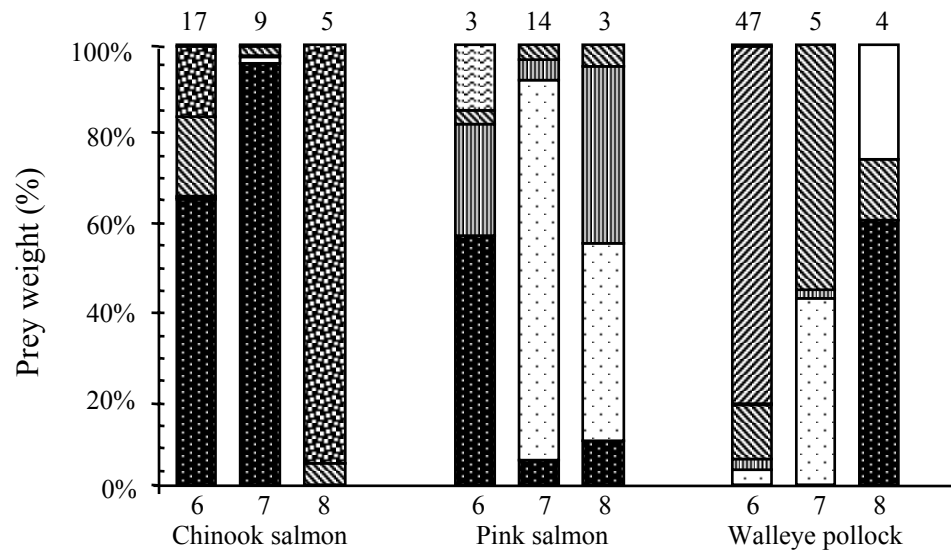 17 9 5 3 14 3 47 5 4
100%
80%
60%
40%
20%
0%
Prey weight (%)
6 7 8 6 7 8 6 7 8
Chinook salmon Pink salmon Walleye pollock